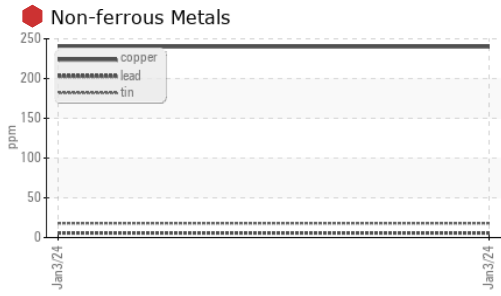 Non-ferrous Metals
250
200
150
100
50
0
ppm
copper
lead
tin
Jan3/24
Jan3/24